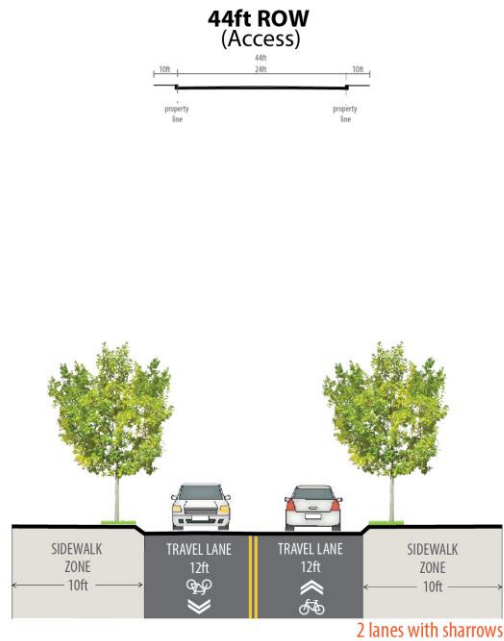 44ft ROW
(Access)
44ft
10ft 24ft 10ft
property line property line
SIDEWALK ZONE 10ft
TRAVEL LANE 12ft
TRAVEL LANE 12ft
SIDEWALK ZONE 10ft
2 lanes with sharrows